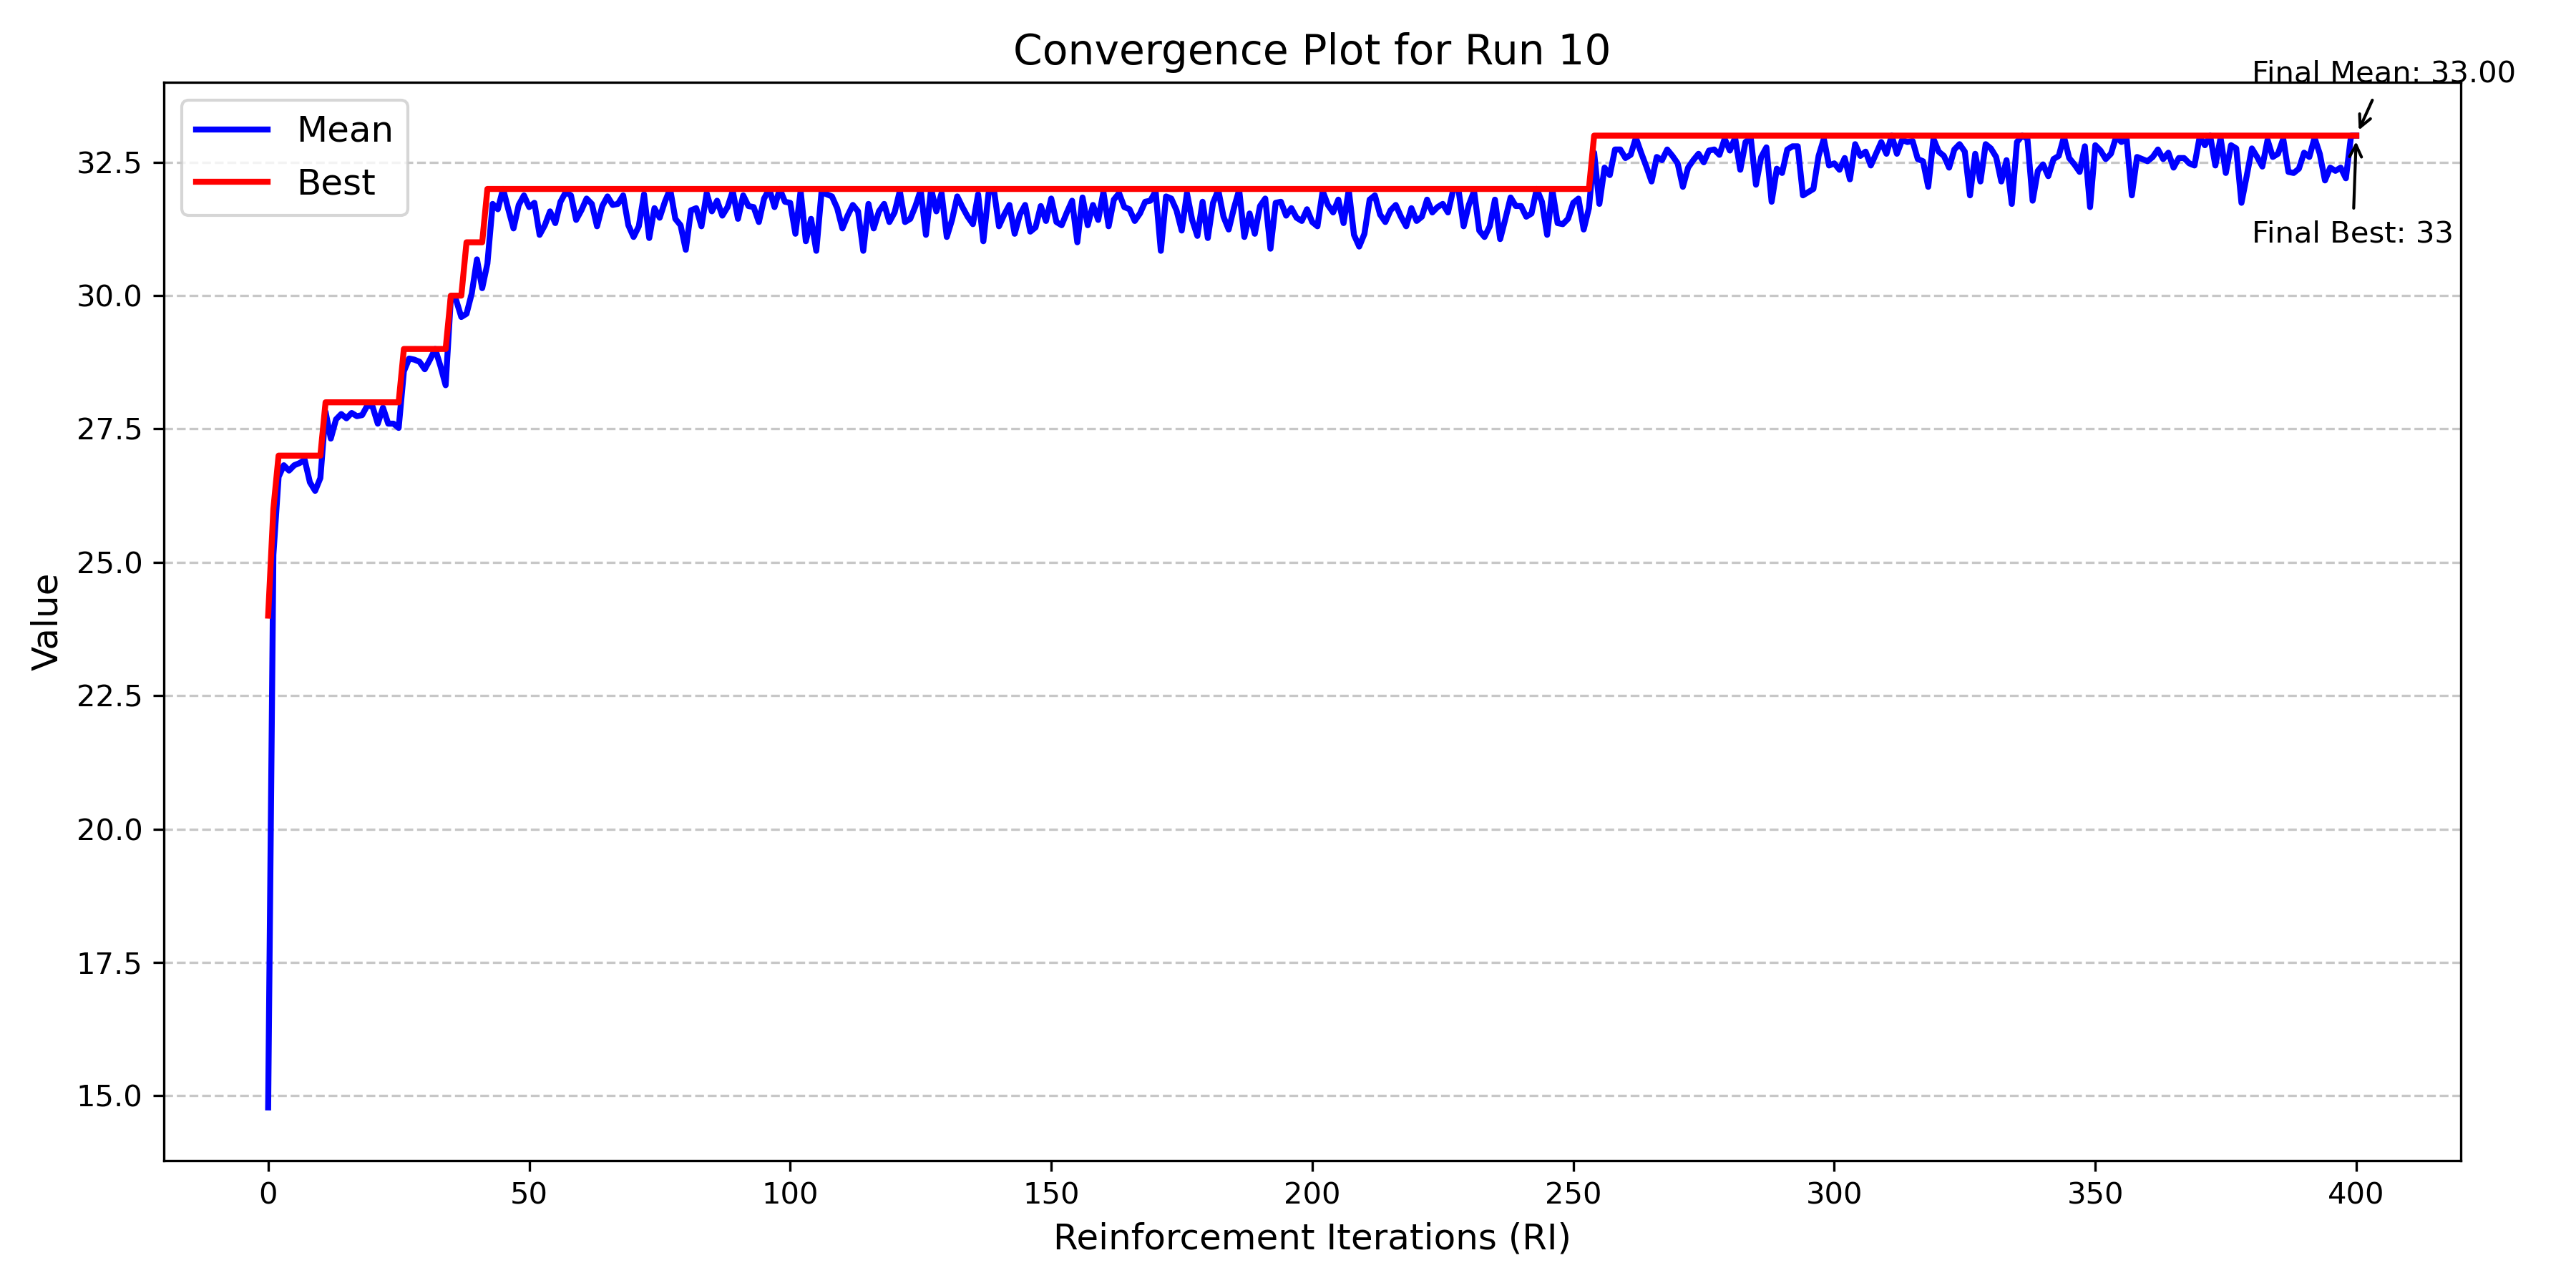 Convergence Plot for Run 10
Final Mean: 33.00
Mean
Best
Final Best: 33
Value
32.5
30.0
27.5
25.0
22.5
20.0
17.5
15.0
0 50 100 150 200 250 300 350 400
Reinforcement Iterations (RI)